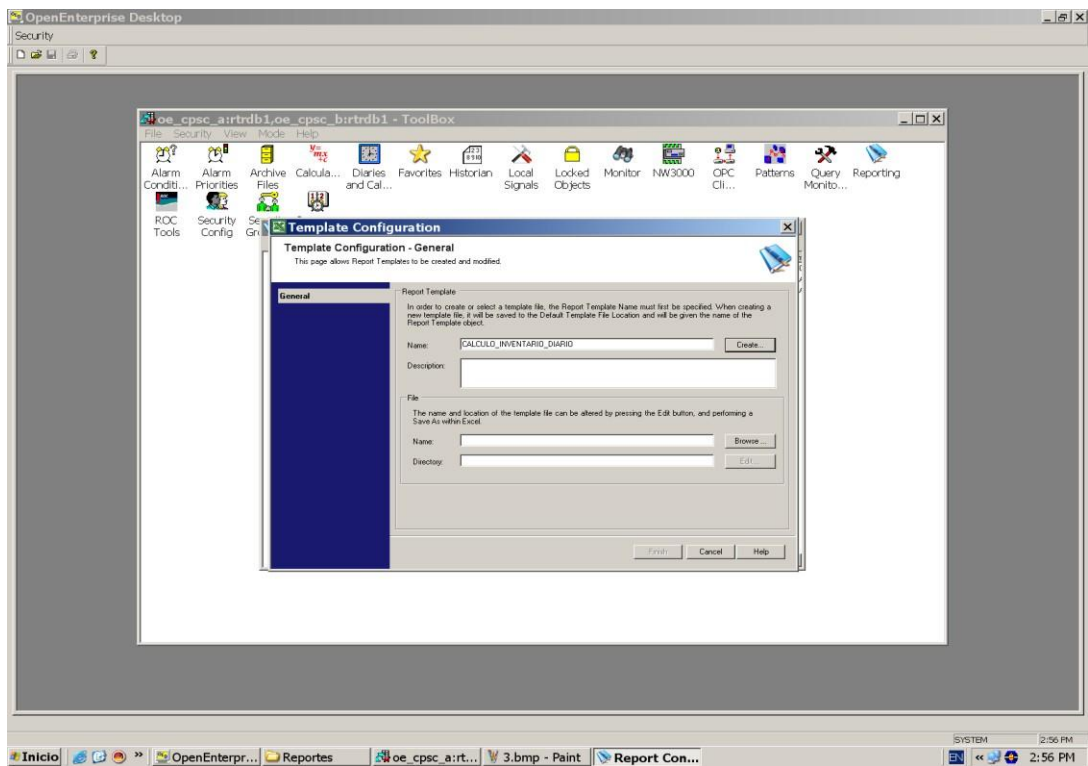 OpenEnterprise Desktop
Security
oe_cpsc_a:rtrdb1,oe_cpsc_b:rtrdb1 - ToolBox
File Security View Mode Help
Alarm Conditi... Alarm Priorities Archive Files Calcula... Diaries and Cal... Favorites Historian Local Signals Locked Objects Monitor NW3000 OPC Cli... Patterns Query Monito... Reporting
ROC Tools Security Config
Template Configuration
Template Configuration - General
This page allows Report Templates to be created and modified.
General
Report Template
In order to create or select a template file, the Report Template Name must first be specified. When creating a
new template file, it will be saved to the Default Template File Location and will be given the name of the
Report Template object.
Name: CALCULO_INVENTARIO_DIARIO Create...
Description:
File
The name and location of the template file can be altered by pressing the Edit button, and performing a
Save As within Excel.
Name: Browse ...
Directory: Edit...
Finish Cancel Help
SYSTEM 2:56 PM
Inicio » OpenEnterpr... Reportes oe_cpsc_a:rt... 3.bmp - Paint Report Con... EN « 2:56 PM